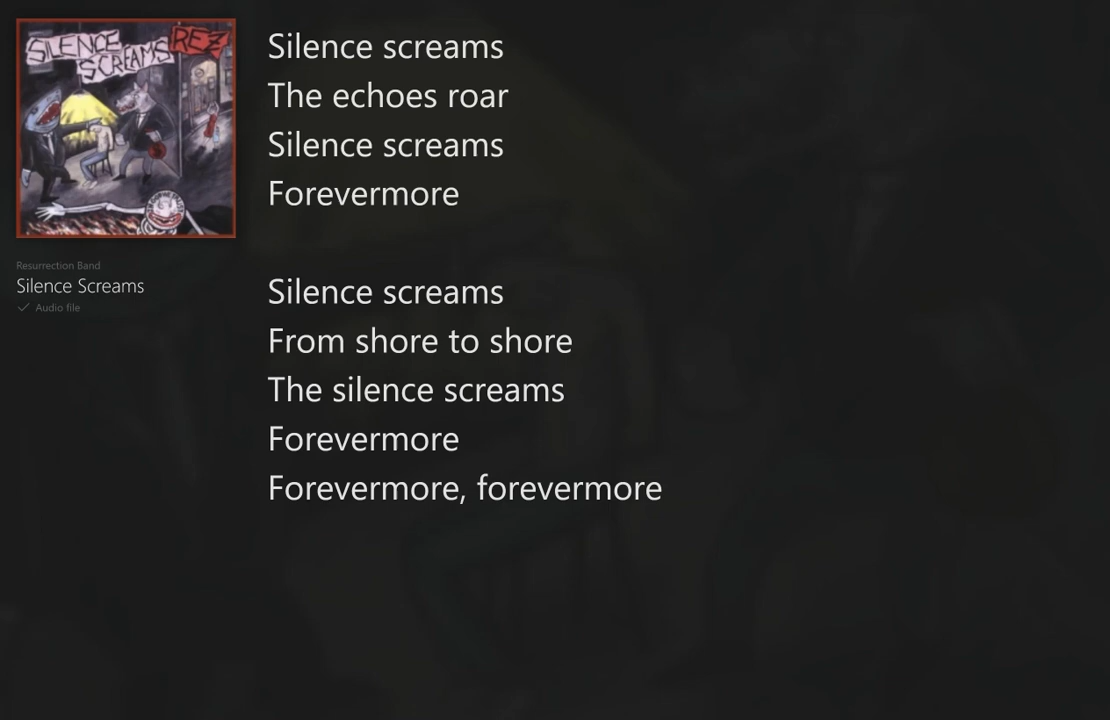 SILENCE
SCREAMS
REZ
Resurrection Band
Silence Screams
Audio file
Silence screams
The echoes roar
Silence screams
Forevermore
Silence screams
From shore to shore
The silence screams
Forevermore
Forevermore, forevermore